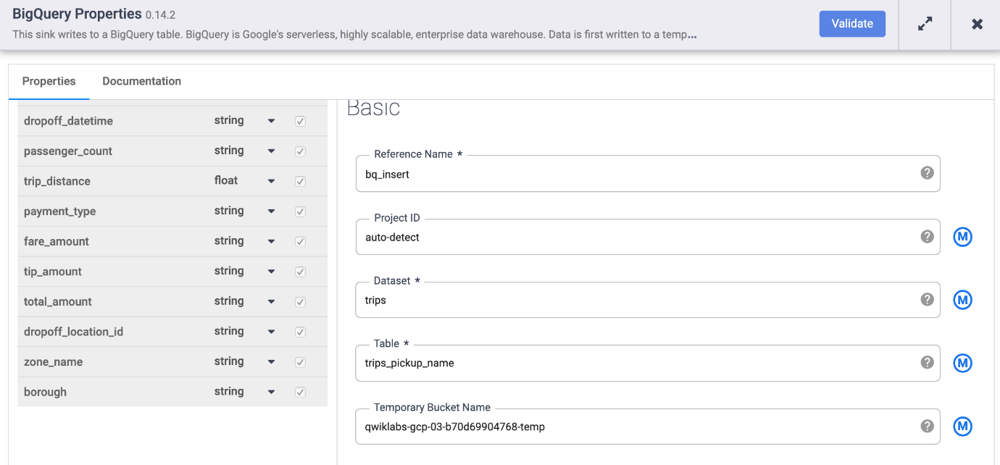 BigQuery Properties 0.14.2
This sink writes to a BigQuery table. BigQuery is Google's serverless, highly scalable, enterprise data warehouse. Data is first written to a temp...
Validate
Properties Documentation
dropoff_datetime string
passenger_count string
trip_distance float
payment_type string
fare_amount string
tip_amount string
total_amount string
dropoff_location_id string
zone_name string
borough string
Basic
Reference Name *
bq_insert ?
Project ID
auto-detect ? M
Dataset *
trips ? M
Table *
trips_pickup_name ? M
Temporary Bucket Name
qwiklabs-gcp-03-b70d69904768-temp ? M